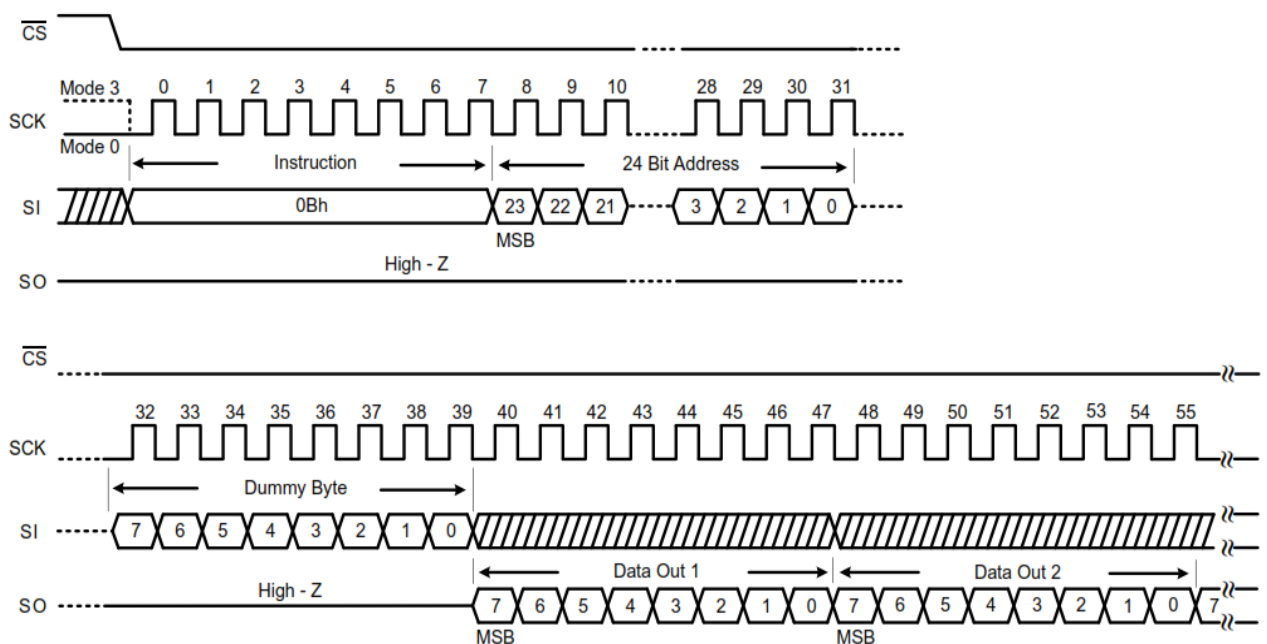 CS
Mode 3 0 1 2 3 4 5 6 7 8 9 10 28 29 30 31
SCK
Mode 0
Instruction 24 Bit Address
SI 0Bh 23 22 21 3 2 1 0
MSB
High - Z
SO
CS
32 33 34 35 36 37 38 39 40 41 42 43 44 45 46 47 48 49 50 51 52 53 54 55
SCK
Dummy Byte
SI 7 6 5 4 3 2 1 0
Data Out 1 Data Out 2
High - Z
SO 7 6 5 4 3 2 1 0 7 6 5 4 3 2 1 0 7
MSB MSB